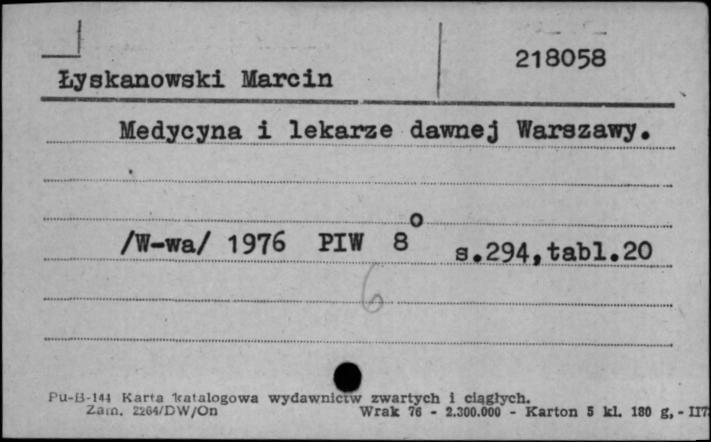 218058
Łyskanowski Marcin
Medycyna i lekarze dawnej Warszawy.
/W-wa/ 1976 PIW 8° s.294,tabl.20
6
Pu-B-144 Karta katalogowa wydawnictw zwartych i ciągłych.
Zam. 2264/DW/On Wrak 76 - 2.300.000 - Karton 5 kl. 180 g, -